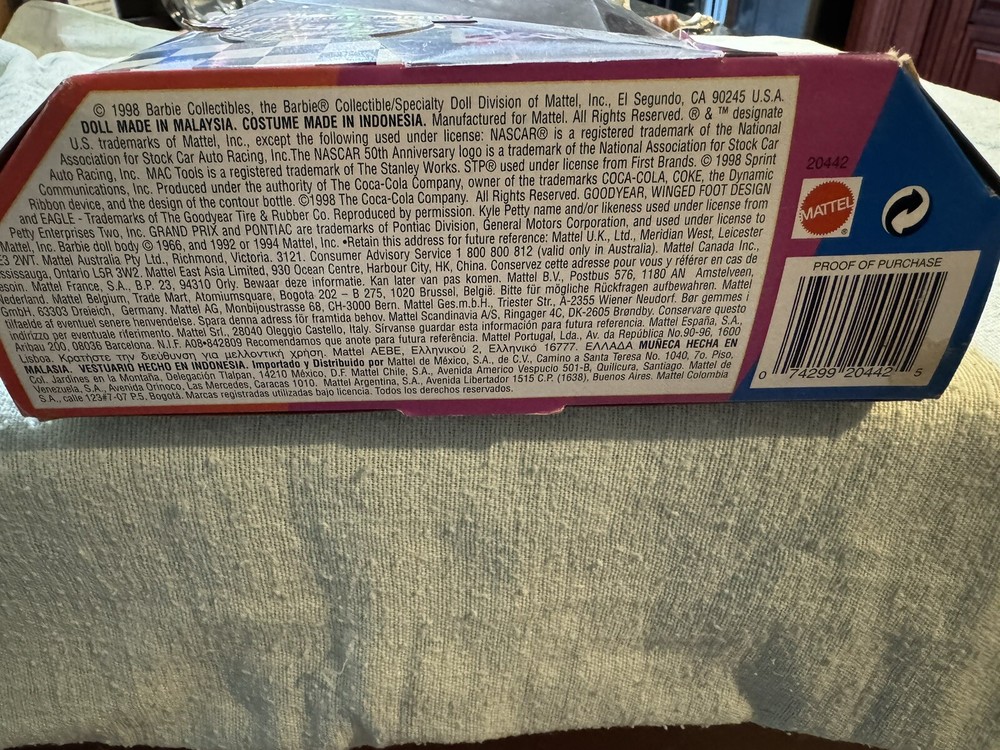 © 1998 Barbie Collectibles, the Barbie® Collectible/Specialty Doll Division of Mattel, Inc., El Segundo, CA 90245 U.S.A.
DOLL MADE IN MALAYSIA. COSTUME MADE IN INDONESIA. Manufactured for Mattel. All Rights Reserved. ® & ™ designate
U.S. trademarks of Mattel, Inc., except the following used under license: NASCAR® is a registered trademark of the National
Association for Stock Car Auto Racing, Inc.The NASCAR 50th Anniversary logo is a trademark of the National Association for Stock Car
Auto Racing, Inc. MAC Tools is a registered trademark of The Stanley Works. STP® used under license from First Brands. © 1998 Sprint
Communications, Inc. Produced under the authority of The Coca-Cola Company, owner of the trademarks COCA-COLA, COKE, the Dynamic
Ribbon device, and the design of the contour bottle. ©1998 The Coca-Cola Company. All Rights Reserved. GOODYEAR, WINGED FOOT DESIGN
and EAGLE - Trademarks of The Goodyear Tire & Rubber Co. Reproduced by permission. Kyle Petty name and/or likeness used under license from
Petty Enterprises Two, Inc. GRAND PRIX and PONTIAC are trademarks of Pontiac Division, General Motors Corporation, and used under license to
Mattel, Inc. Barbie doll body © 1966, and 1992 or 1994 Mattel, Inc. •Retain this address for future reference: Mattel U.K., Ltd., Meridian West, Leicester
E3 2WT. Mattel Australia Pty Ltd., Richmond, Victoria. 3121. Consumer Advisory Service 1 800 800 812 (valid only in Australia). Mattel Canada Inc.,
ssissauga, Ontario L5R 3W2. Mattel East Asia Limited, 930 Ocean Centre, Harbour City, HK, China. Conservez cette adresse pour vous y référer en cas de
esoin. Mattel France, S.A., B.P. 23, 94310 Orly. Bewaar deze informatie. Kan later van pas komen. Mattel B.V., Postbus 576, 1180 AN Amstelveen,
Nederland. Mattel Belgium, Trade Mart, Atomiumsquare, Bogota 202 – B 275, 1020 Brussel, België. Bitte für mögliche Rückfragen aufbewahren. Mattel
GmbH, 63303 Dreieich, Germany. Mattel AG, Monbijoustrasse 68, CH-3000 Bern. Mattel Ges.m.b.H., Triester Str., A-2355 Wiener Neudorf. Bør gemmes i
tilfaelde af eventuel senere henvendelse. Spara denna adress för framtida behov. Mattel Scandinavia A/S, Ringager 4C, DK-2605 Brøndby. Conservare questo
indirizzo per eventuale riferimento. Mattel Srl., 28040 Oleggio Castello, Italy. Sírvanse guardar esta información para futura referencia. Mattel España, S.A.,
Aribau 200, 08036 Barcelona. N.I.F. A08•842809 Recomendamos que anote para futura referência. Mattel Portugal, Lda., Av. da República No.90-96, 1600
Lisboa. Κρατήστε την διεύθυνση για μελλοντική χρήση. Mattel AEBE, Ελληνικού 2, Ελληνικό 16777. ΕΛΛΑΔΑ MUÑECA HECHA EN
MALASIA. VESTUARIO HECHO EN INDONESIA. Importado y Distribuido por Mattel de México, S.A., de C.V., Camino a Santa Teresa No. 1040, 7o. Piso,
Col. Jardines en la Montaña, Delegación Tlalpan, 14210 México, D.F. Mattel Chile, S.A., Avenida Americo Vespucio 501-B, Quilicura, Santiago. Mattel de
Venezuela, S.A., Avenida Orinoco, Las Mercedes, Caracas 1010. Mattel Argentina, S.A., Avenida Libertador 1515 C.P. (1638), Buenos Aires. Mattel Colombia
S.A., calle 123#7-07 P.5, Bogotá. Marcas registradas utilizadas bajo licencia. Todos los derechos reservados.
20442
MATTEL®
PROOF OF PURCHASE
0 74299 20442 5